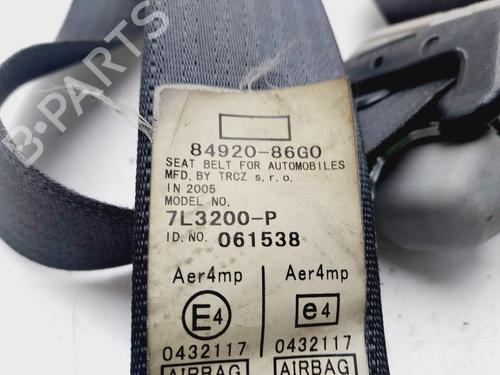 B-PARTS
84920-86G0
SEAT BELT FOR AUTOMOBILES
MFD. BY TRCZ s.r.o.
IN 2005
MODEL NO.
7L3200-P
ID.NO. 061538
Aer4mp Aer4mp
E4 e4
0432117 0432117
AIRBAG AIRBAG